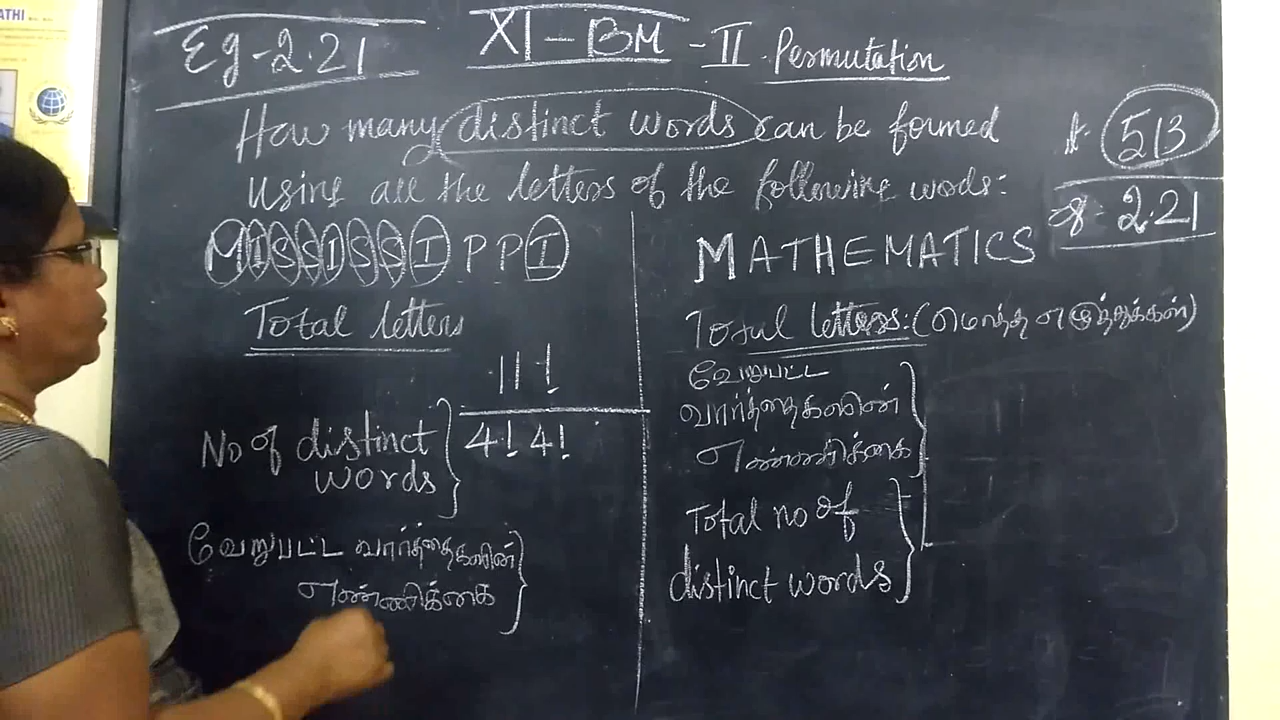 ATHI
Eg-2.21
XI-BM-II. Permutation
How many distinct words can be formed
using all the letters of the following wods:
513
2.21
MISSISSIPPI
Total letters
11!
4! 4!
No of distinct
words
வேறுபட்ட வார்த்தைகளின்
எண்ணிக்கை
MATHEMATICS
Total letters: (மொத்த எழுத்துக்கள்)
வேறுபட்ட
வார்த்தைகளின்
எண்ணிக்கை
Total no of
distinct words